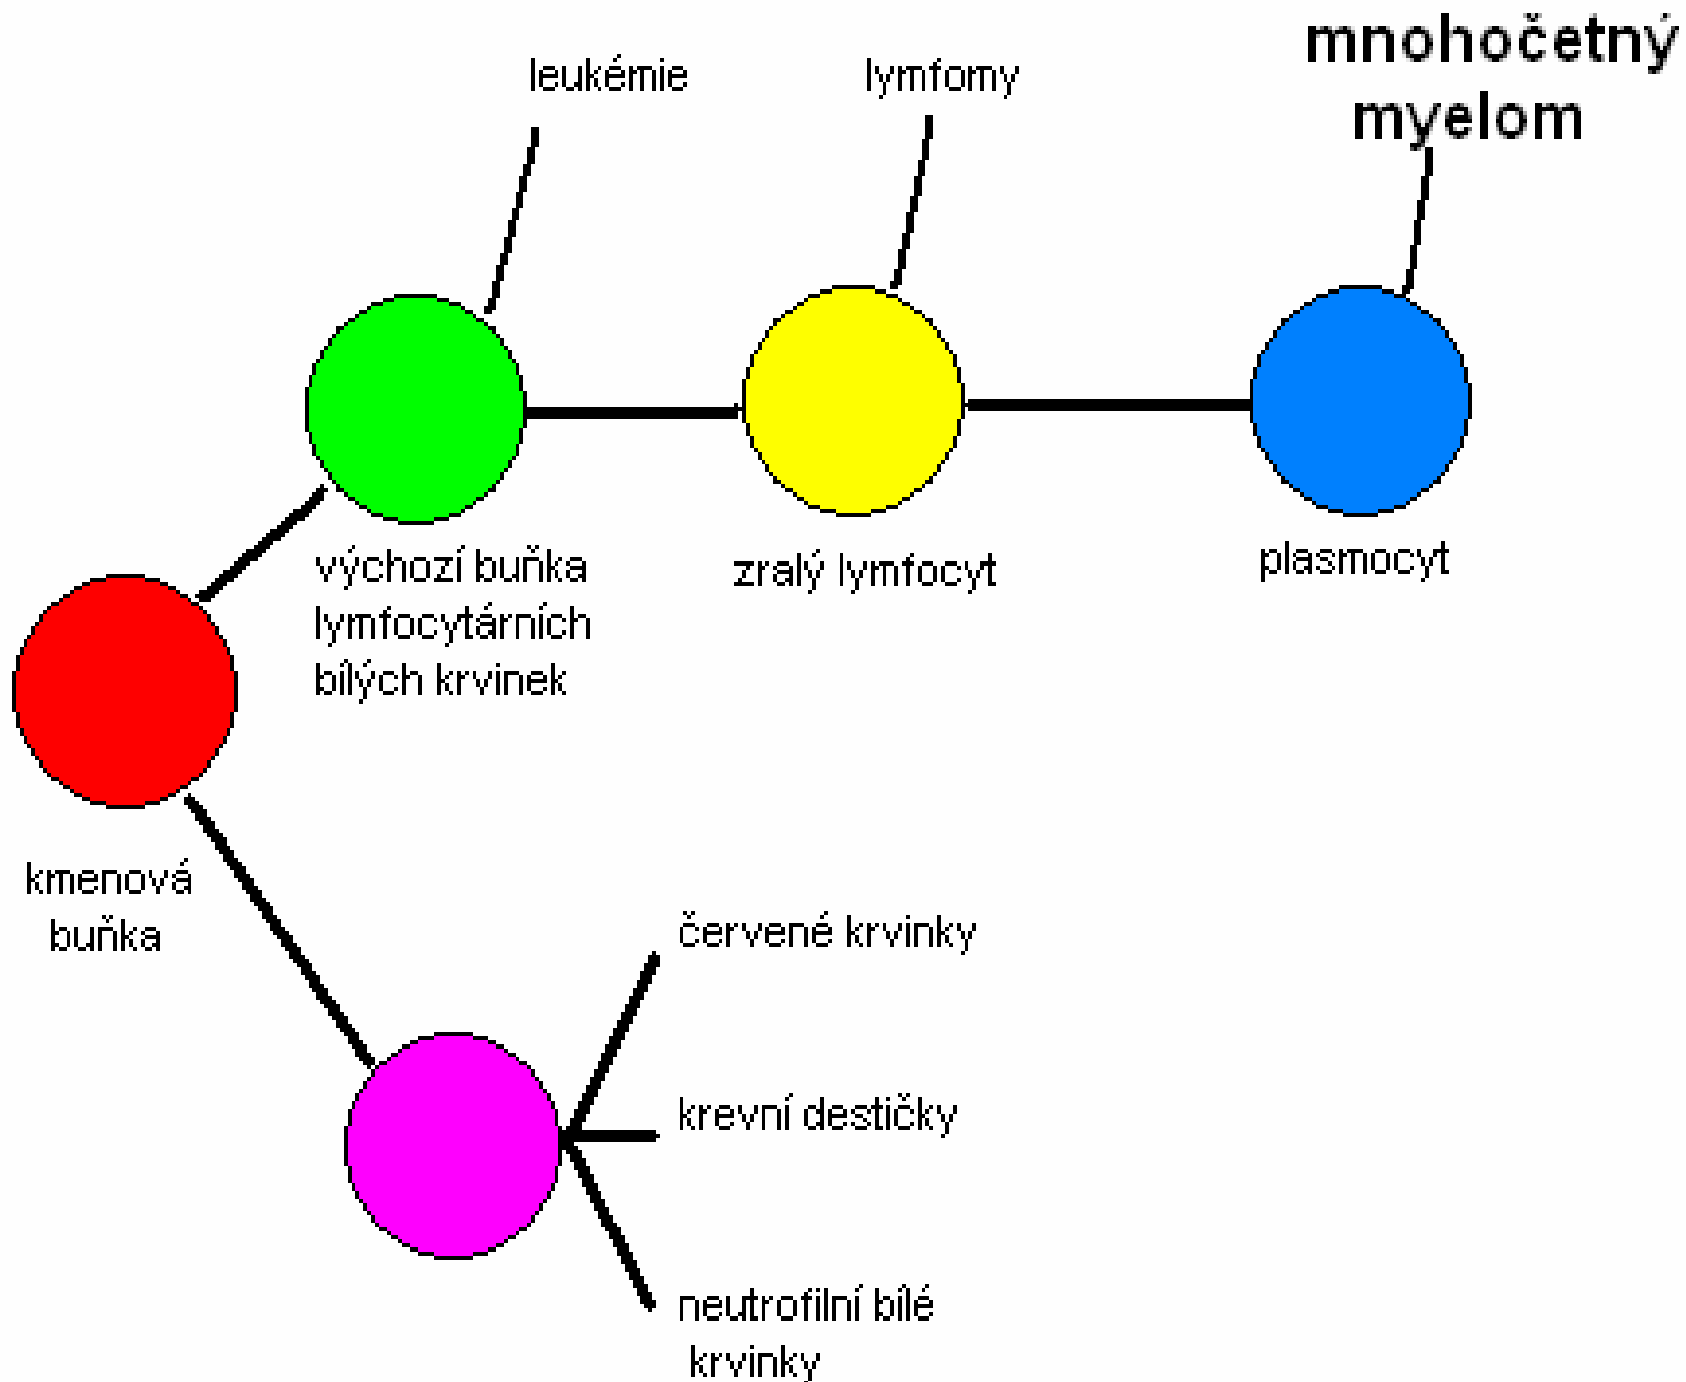 leukémie
lymfomy
mnohočetný
myelom
výchozí buňka
lymfocytárních
bílých krvinek
zralý lymfocyt
plasmocyt
kmenová
buňka
červené krvinky
krevní destičky
neutrofilní bílé
krvinky